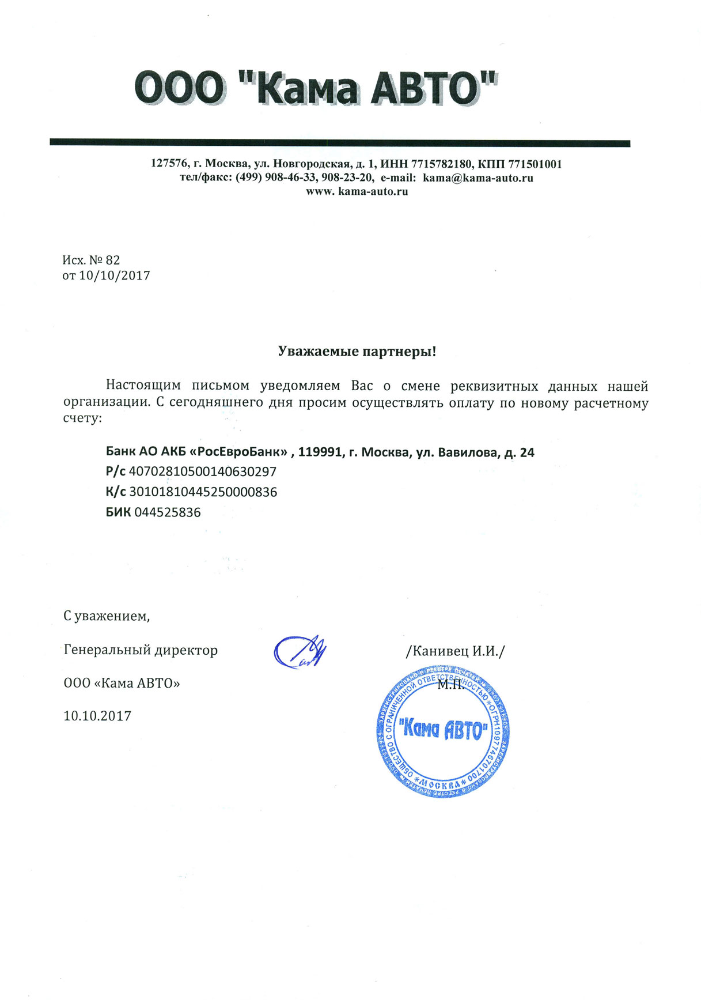 ООО "Кама АВТО"
127576, г. Москва, ул. Новгородская, д. 1, ИНН 7715782180, КПП 771501001
тел/факс: (499) 908-46-33, 908-23-20, e-mail: kama@kama-auto.ru
www. kama-auto.ru
Исх. № 82
от 10/10/2017
Уважаемые партнеры!
Настоящим письмом уведомляем Вас о смене реквизитных данных нашей
организации. С сегодняшнего дня просим осуществлять оплату по новому расчетному
счету:
Банк АО АКБ «РосЕвроБанк» , 119991, г. Москва, ул. Вавилова, д. 24
Р/с 40702810500140630297
К/с 30101810445250000836
БИК 044525836
С уважением,
Генеральный директор
/Канивец И.И./
ООО «Кама АВТО»
М.П.
10.10.2017
ЗАРЕГИСТРИРОВАНО В РЕЕСТРЕ ПЕЧАТЕЙ
ОБЩЕСТВО С ОГРАНИЧЕННОЙ ОТВЕТСТВЕННОСТЬЮ*ОГРН1097746701700
"Кама АВТО"
*МОСКВА*